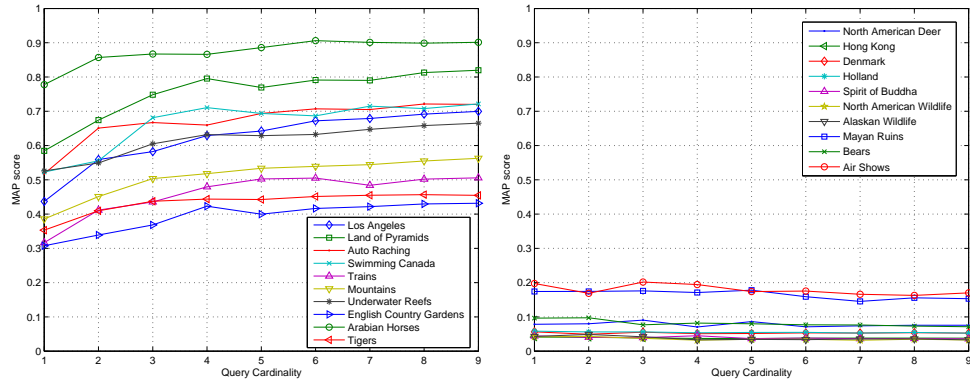 1
0.9
0.8
0.7
0.6
0.5
0.4
0.3
0.2
0.1
0
MAP score
1 2 3 4 5 6 7 8 9
Query Cardinality
Los Angeles
Land of Pyramids
Auto Raching
Swimming Canada
Trains
Mountains
Underwater Reefs
English Country Gardens
Arabian Horses
Tigers
1
0.9
0.8
0.7
0.6
0.5
0.4
0.3
0.2
0.1
0
MAP score
1 2 3 4 5 6 7 8 9
Query Cardinality
North American Deer
Hong Kong
Denmark
Holland
Spirit of Buddha
North American Wildlife
Alaskan Wildlife
Mayan Ruins
Bears
Air Shows